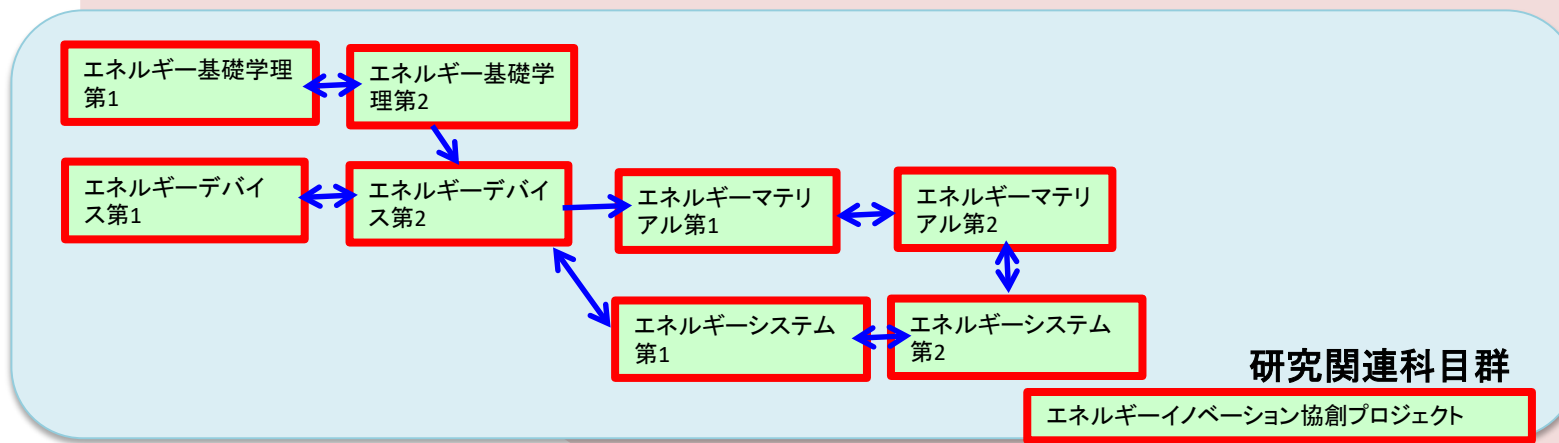 エネルギー基礎学理
第1
エネルギー基礎学
理第2
エネルギーデバイ
ス第1
エネルギーデバイ
ス第2
エネルギーマテリ
アル第1
エネルギーマテリ
アル第2
エネルギーシステム
第1
エネルギーシステム
第2
研究関連科目群
エネルギーイノベーション協創プロジェクト